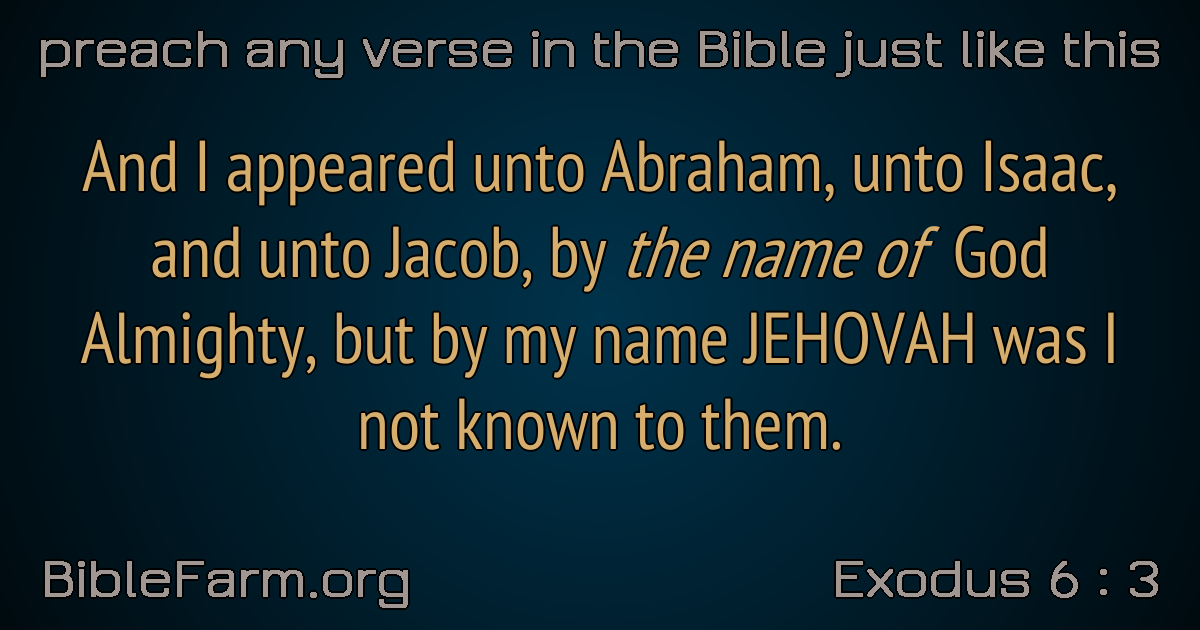 preach any verse in the Bible just like this
And I appeared unto Abraham, unto Isaac,
and unto Jacob, by the name of God
Almighty, but by my name JEHOVAH was I
not known to them.
BibleFarm.org
Exodus 6 : 3